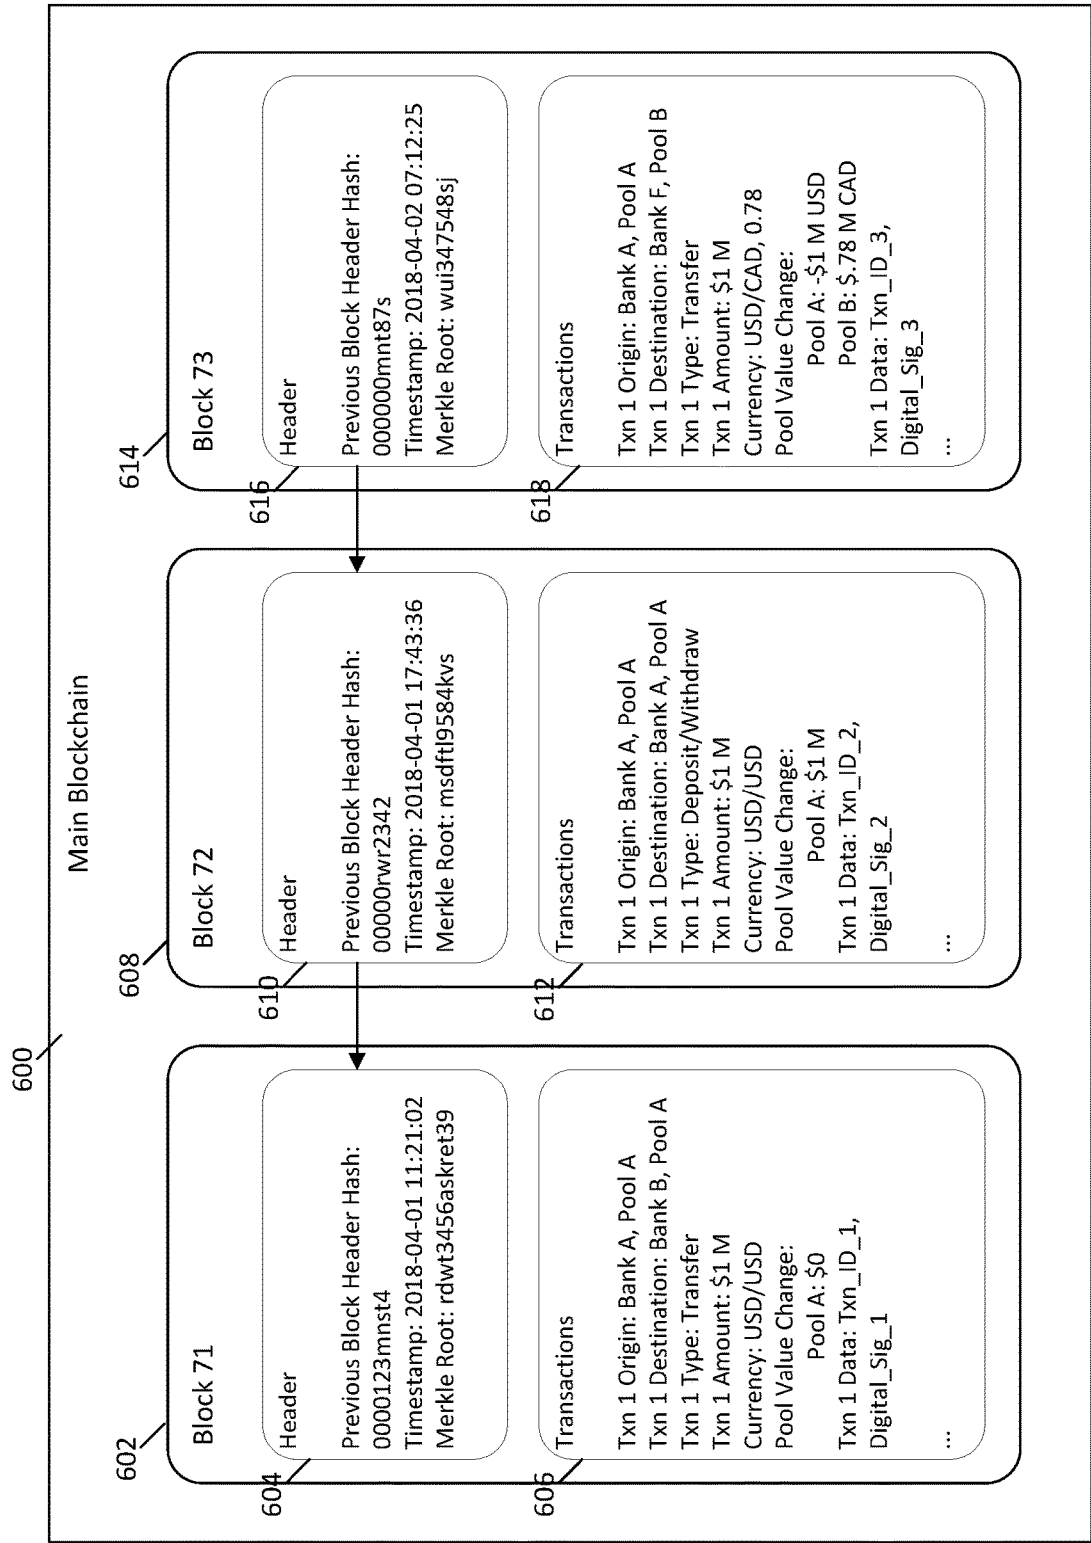 600
Main Blockchain
602
Block 71
604
Header
Previous Block Header Hash:
0000123mnst4
Timestamp: 2018-04-01 11:21:02
Merkle Root: rdwt3456askret39
606
Transactions
Txn 1 Origin: Bank A, Pool A
Txn 1 Destination: Bank B, Pool A
Txn 1 Type: Transfer
Txn 1 Amount: $1 M
Currency: USD/USD
Pool Value Change:
Pool A: $0
Txn 1 Data: Txn_ID_1,
Digital_Sig_1
...
608
Block 72
610
Header
Previous Block Header Hash:
00000rwr2342
Timestamp: 2018-04-01 17:43:36
Merkle Root: msdftl9584kvs
612
Transactions
Txn 1 Origin: Bank A, Pool A
Txn 1 Destination: Bank A, Pool A
Txn 1 Type: Deposit/Withdraw
Txn 1 Amount: $1 M
Currency: USD/USD
Pool Value Change:
Pool A: $1 M
Txn 1 Data: Txn_ID_2,
Digital_Sig_2
...
614
Block 73
616
Header
Previous Block Header Hash:
000000mnt87s
Timestamp: 2018-04-02 07:12:25
Merkle Root: wui347548sj
618
Transactions
Txn 1 Origin: Bank A, Pool A
Txn 1 Destination: Bank F, Pool B
Txn 1 Type: Transfer
Txn 1 Amount: $1 M
Currency: USD/CAD, 0.78
Pool Value Change:
Pool A: -$1 M USD
Pool B: $.78 M CAD
Txn 1 Data: Txn_ID_3,
Digital_Sig_3
...